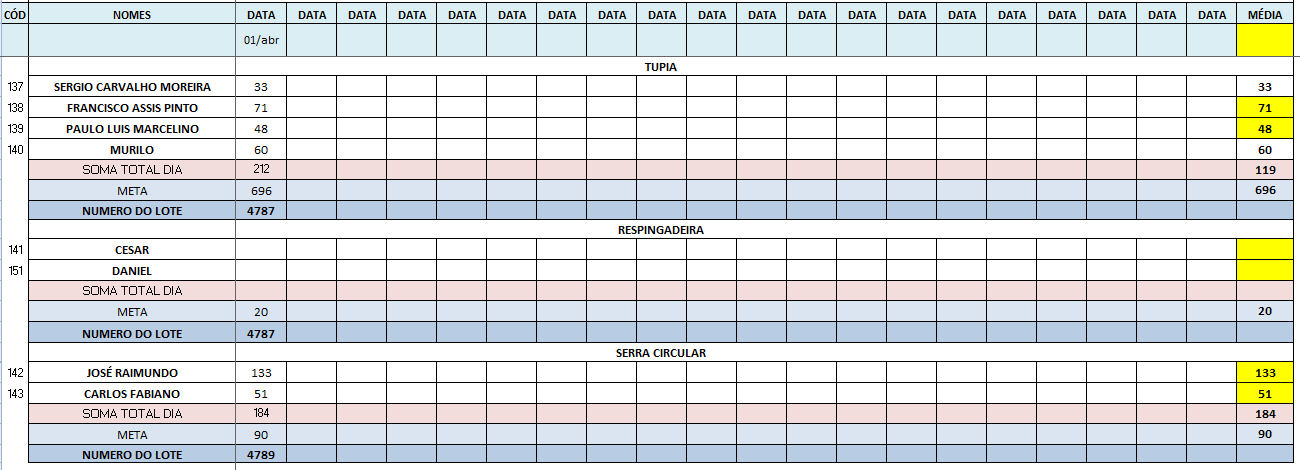 CÓD NOMES DATA DATA DATA DATA DATA DATA DATA DATA DATA DATA DATA DATA DATA DATA DATA DATA DATA DATA DATA DATA MÉDIA
01/abr
TUPIA
137 SERGIO CARVALHO MOREIRA 33 33
138 FRANCISCO ASSIS PINTO 71 71
139 PAULO LUIS MARCELINO 48 48
140 MURILO 60 60
SOMA TOTAL DIA 212 119
META 696 696
NUMERO DO LOTE 4787
RESPINGADEIRA
141 CESAR
151 DANIEL
SOMA TOTAL DIA
META 20 20
NUMERO DO LOTE 4787
SERRA CIRCULAR
142 JOSÉ RAIMUNDO 133 133
143 CARLOS FABIANO 51 51
SOMA TOTAL DIA 184 184
META 90 90
NUMERO DO LOTE 4789